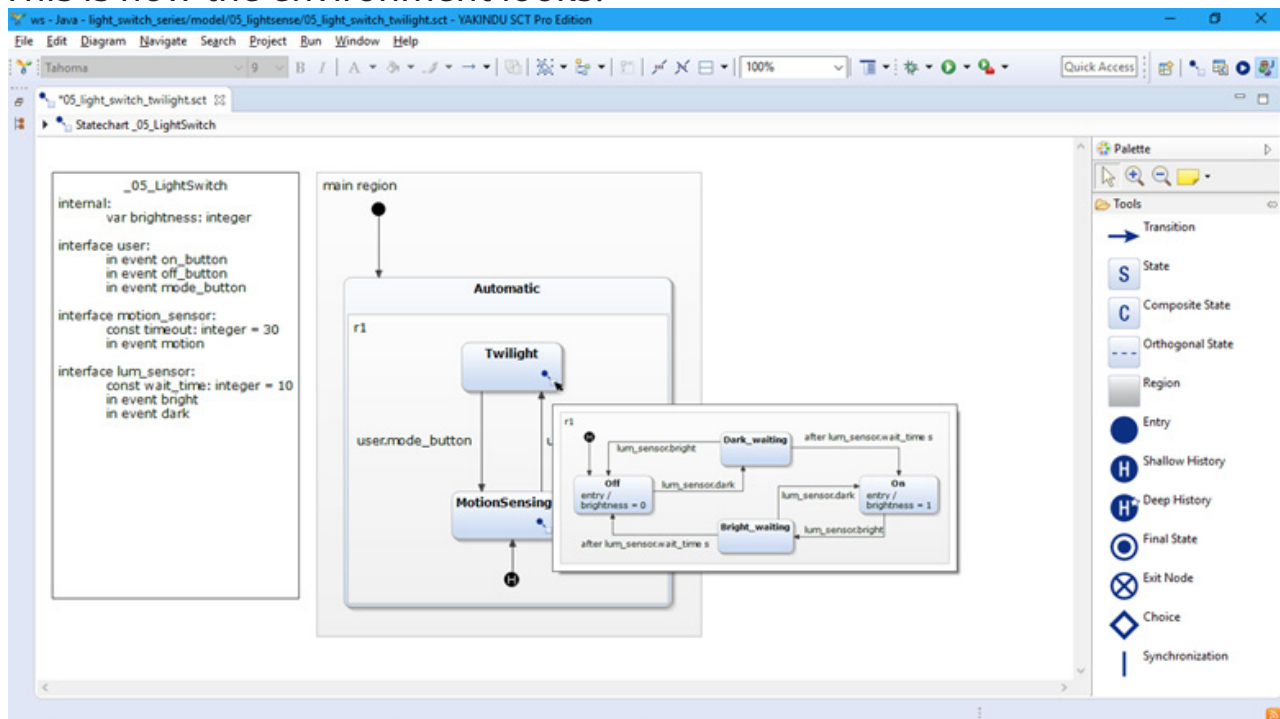 This is how the environment looks:
ws - Java - light_switch_series/model/05_lightsense/05_light_switch_twilight.sct - YAKINDU SCT Pro Edition
File Edit Diagram Navigate Search Project Run Window Help
Tahoma 9 B I A 100% Quick Access
*05_light_switch_twilight.sct
Statechart _05_LightSwitch
_05_LightSwitch
internal:
var brightness: integer
interface user:
in event on_button
in event off_button
in event mode_button
interface motion_sensor:
const timeout: integer = 30
in event motion
interface lum_sensor:
const wait_time: integer = 10
in event bright
in event dark
main region
Automatic
r1
Twilight
user.mode_button
MotionSensing
H
r1
H
Dark_waiting
after lum_sensor.wait_time s
lum_sensor.bright
Off
entry /
brightness = 0
lum_sensor.dark
lum_sensor.dark
On
entry /
brightness = 1
Bright_waiting
lum_sensor.bright
after lum_sensor.wait_time s
Palette
Tools
Transition
S State
C Composite State
Orthogonal State
Region
Entry
H Shallow History
H* Deep History
Final State
Exit Node
Choice
Synchronization